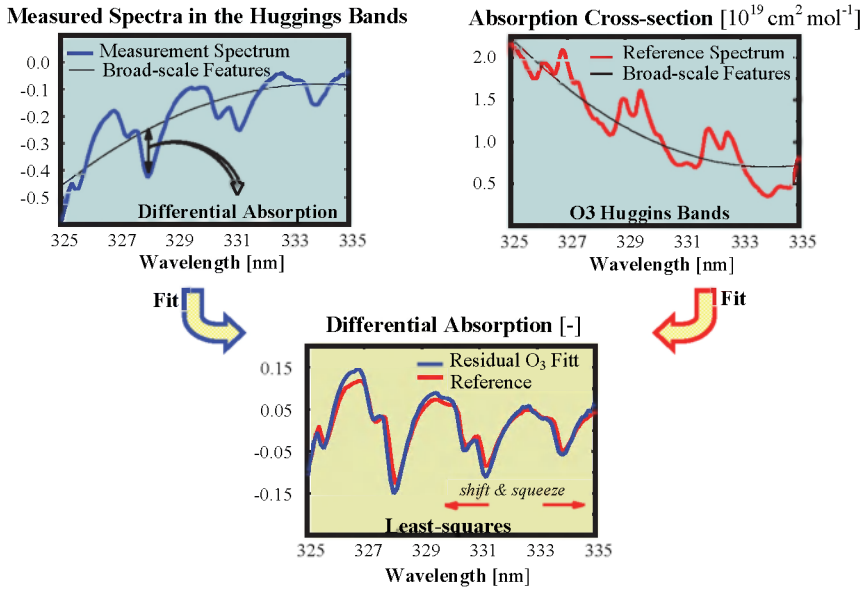 Measured Spectra in the Huggings Bands
Measurement Spectrum
Broad-scale Features
0.0
-0.1
-0.2
-0.3
-0.4
-0.5
Differential Absorption
325 327 329 331 333 335
Wavelength [nm]
Absorption Cross-section [10¹⁹ cm² mol⁻¹]
Reference Spectrum
Broad-scale Features
2.0
1.5
1.0
0.5
O3 Huggins Bands
325 327 329 331 333 335
Wavelength [nm]
Fit
Fit
Differential Absorption [-]
Residual O₃ Fitt
Reference
0.15
0.05
-0.05
-0.15
shift & squeeze
Least-squares
325 327 329 331 333 335
Wavelength [nm]